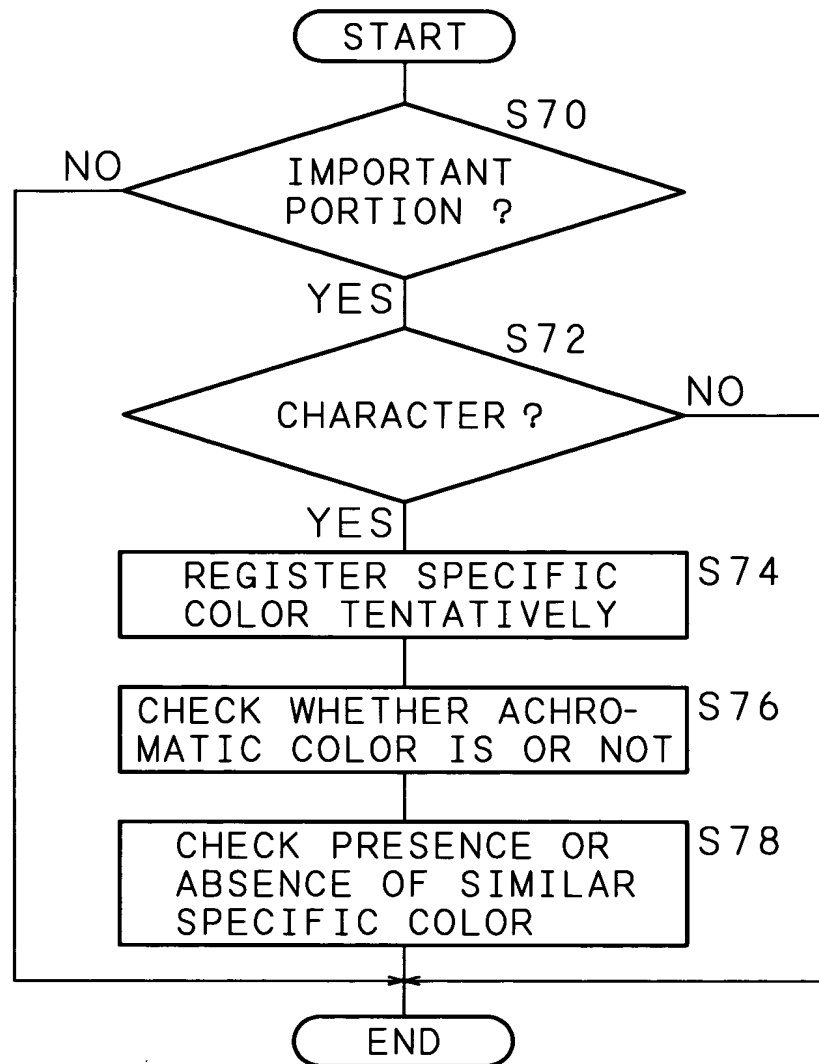 START
S70
NO
IMPORTANT
PORTION ?
YES
S72
CHARACTER ?
NO
YES
REGISTER SPECIFIC
COLOR TENTATIVELY
S74
CHECK WHETHER ACHRO-
MATIC COLOR IS OR NOT
S76
CHECK PRESENCE OR
ABSENCE OF SIMILAR
SPECIFIC COLOR
S78
END